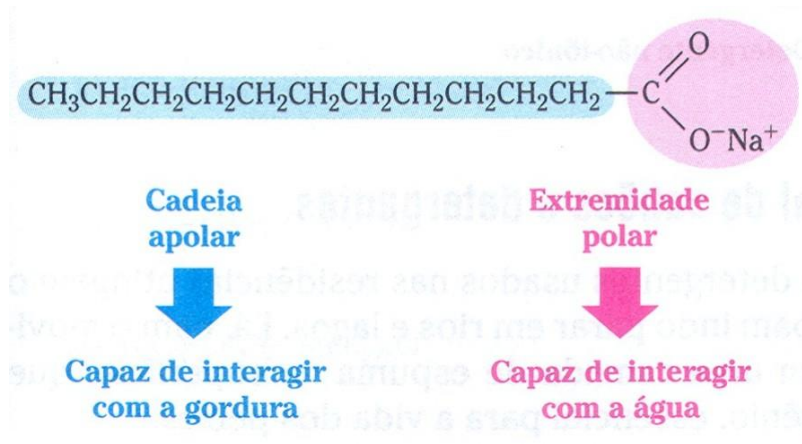 O
CH₃CH₂CH₂CH₂CH₂CH₂CH₂CH₂CH₂CH₂CH₂—C
O⁻Na⁺
Cadeia
apolar
Capaz de interagir
com a gordura
Extremidade
polar
Capaz de interagir
com a água